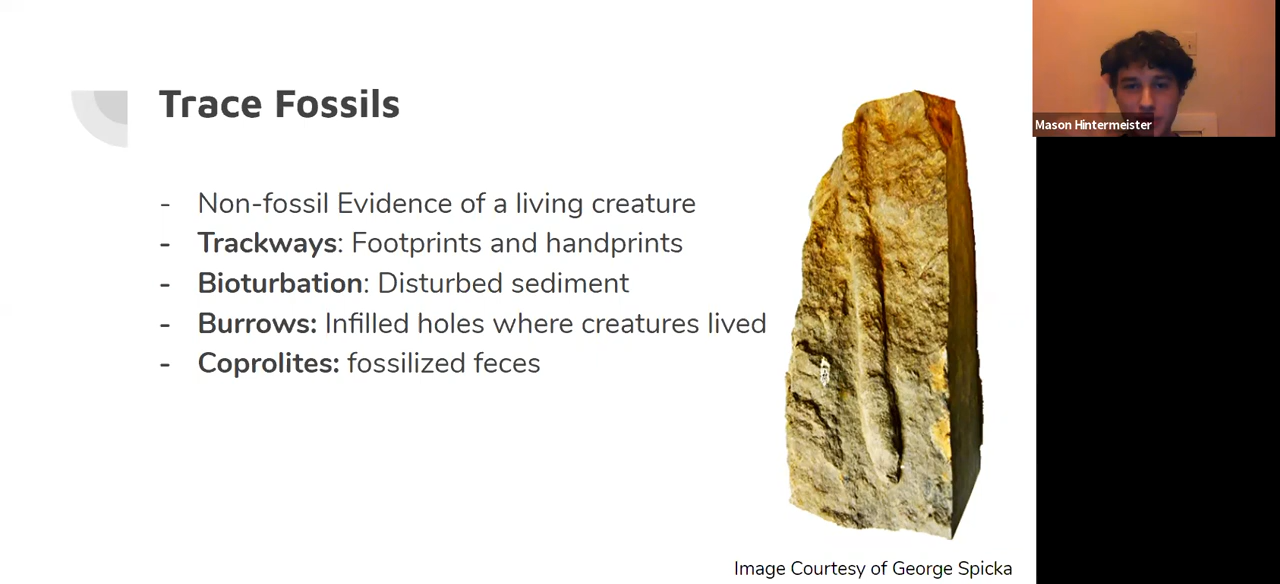 Trace Fossils
- Non-fossil Evidence of a living creature
- Trackways: Footprints and handprints
- Bioturbation: Disturbed sediment
- Burrows: Infilled holes where creatures lived
- Coprolites: fossilized feces
Image Courtesy of George Spicka
Mason Hintermeister